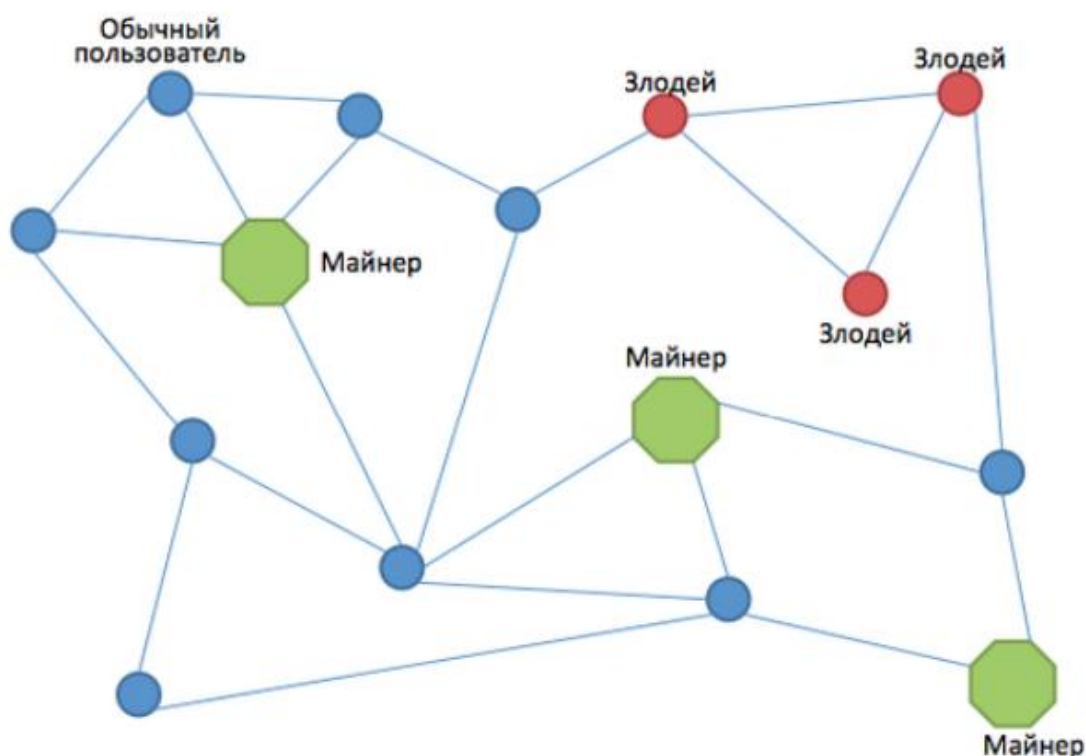 Обычный
пользователь
Злодей
Злодей
Майнер
Злодей
Майнер
Майнер